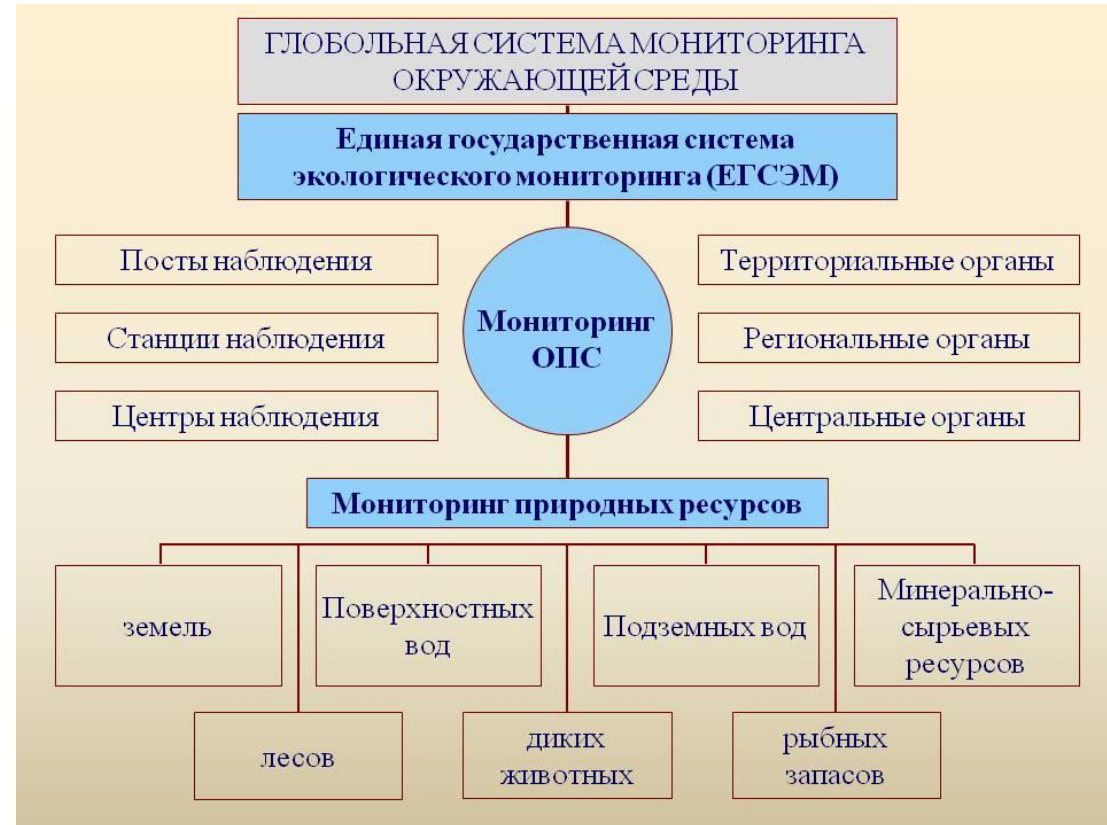 ГЛОБОЛЬНАЯ СИСТЕМА МОНИТОРИНГА
ОКРУЖАЮЩЕЙ СРЕДЫ
Единая государственная система
экологического мониторинга (ЕГСЭМ)
Посты наблюдения
Станции наблюдения
Центры наблюдения
Мониторинг
ОПС
Территориальные органы
Региональные органы
Центральные органы
Мониторинг природных ресурсов
земель
Поверхностных
вод
Подземных вод
Минерально-
сырьевых
ресурсов
лесов
диких
животных
рыбных
запасов